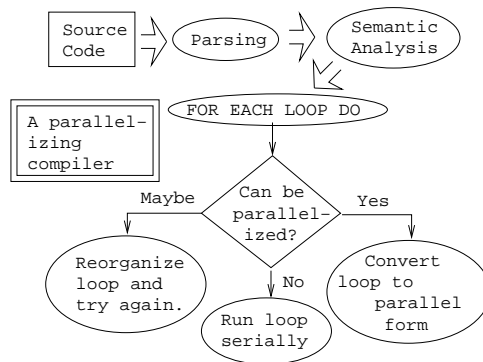 Source
Code
Parsing
Semantic
Analysis
FOR EACH LOOP DO
A parallel-
izing
compiler
Can be
parallel-
ized?
Maybe
Yes
No
Reorganize
loop and
try again.
Run loop
serially
Convert
loop to
parallel
form